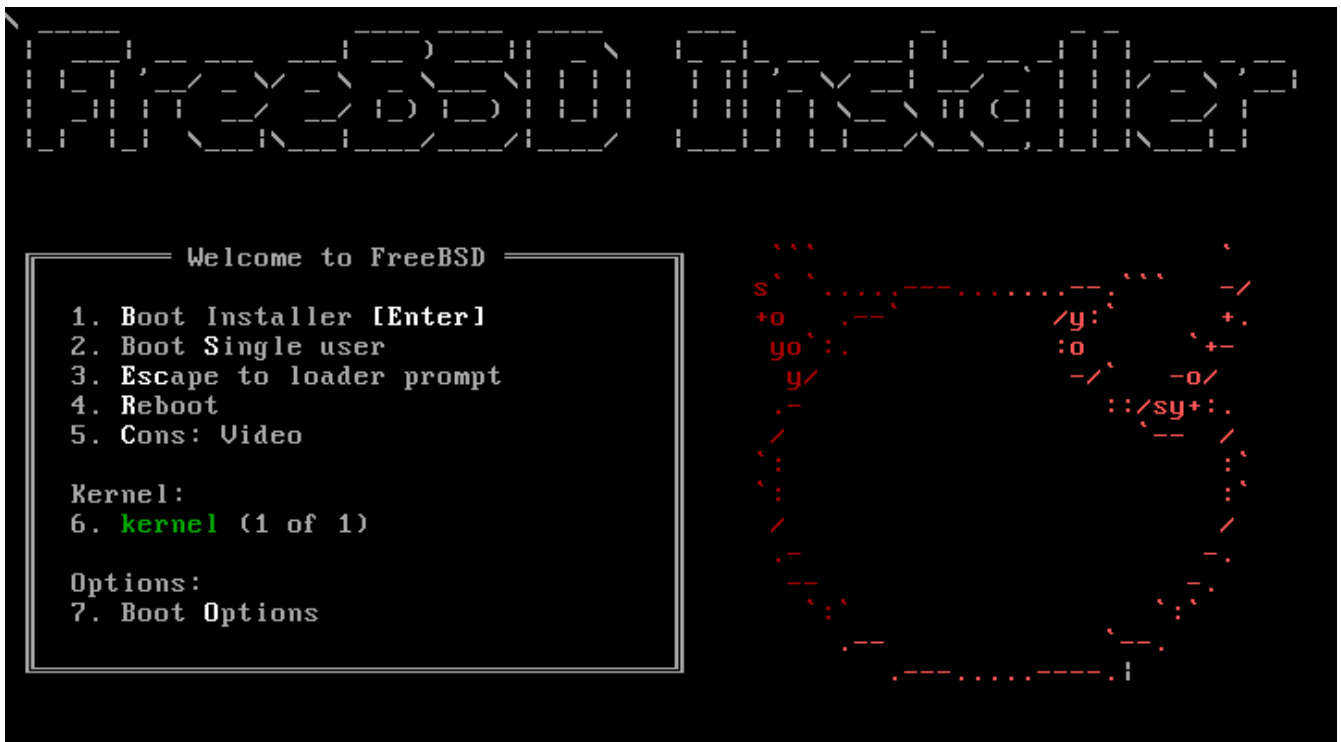 FreeBSD Installer
Welcome to FreeBSD
1. Boot Installer [Enter]
2. Boot Single user
3. Escape to loader prompt
4. Reboot
5. Cons: Video
Kernel:
6. kernel (1 of 1)
Options:
7. Boot Options